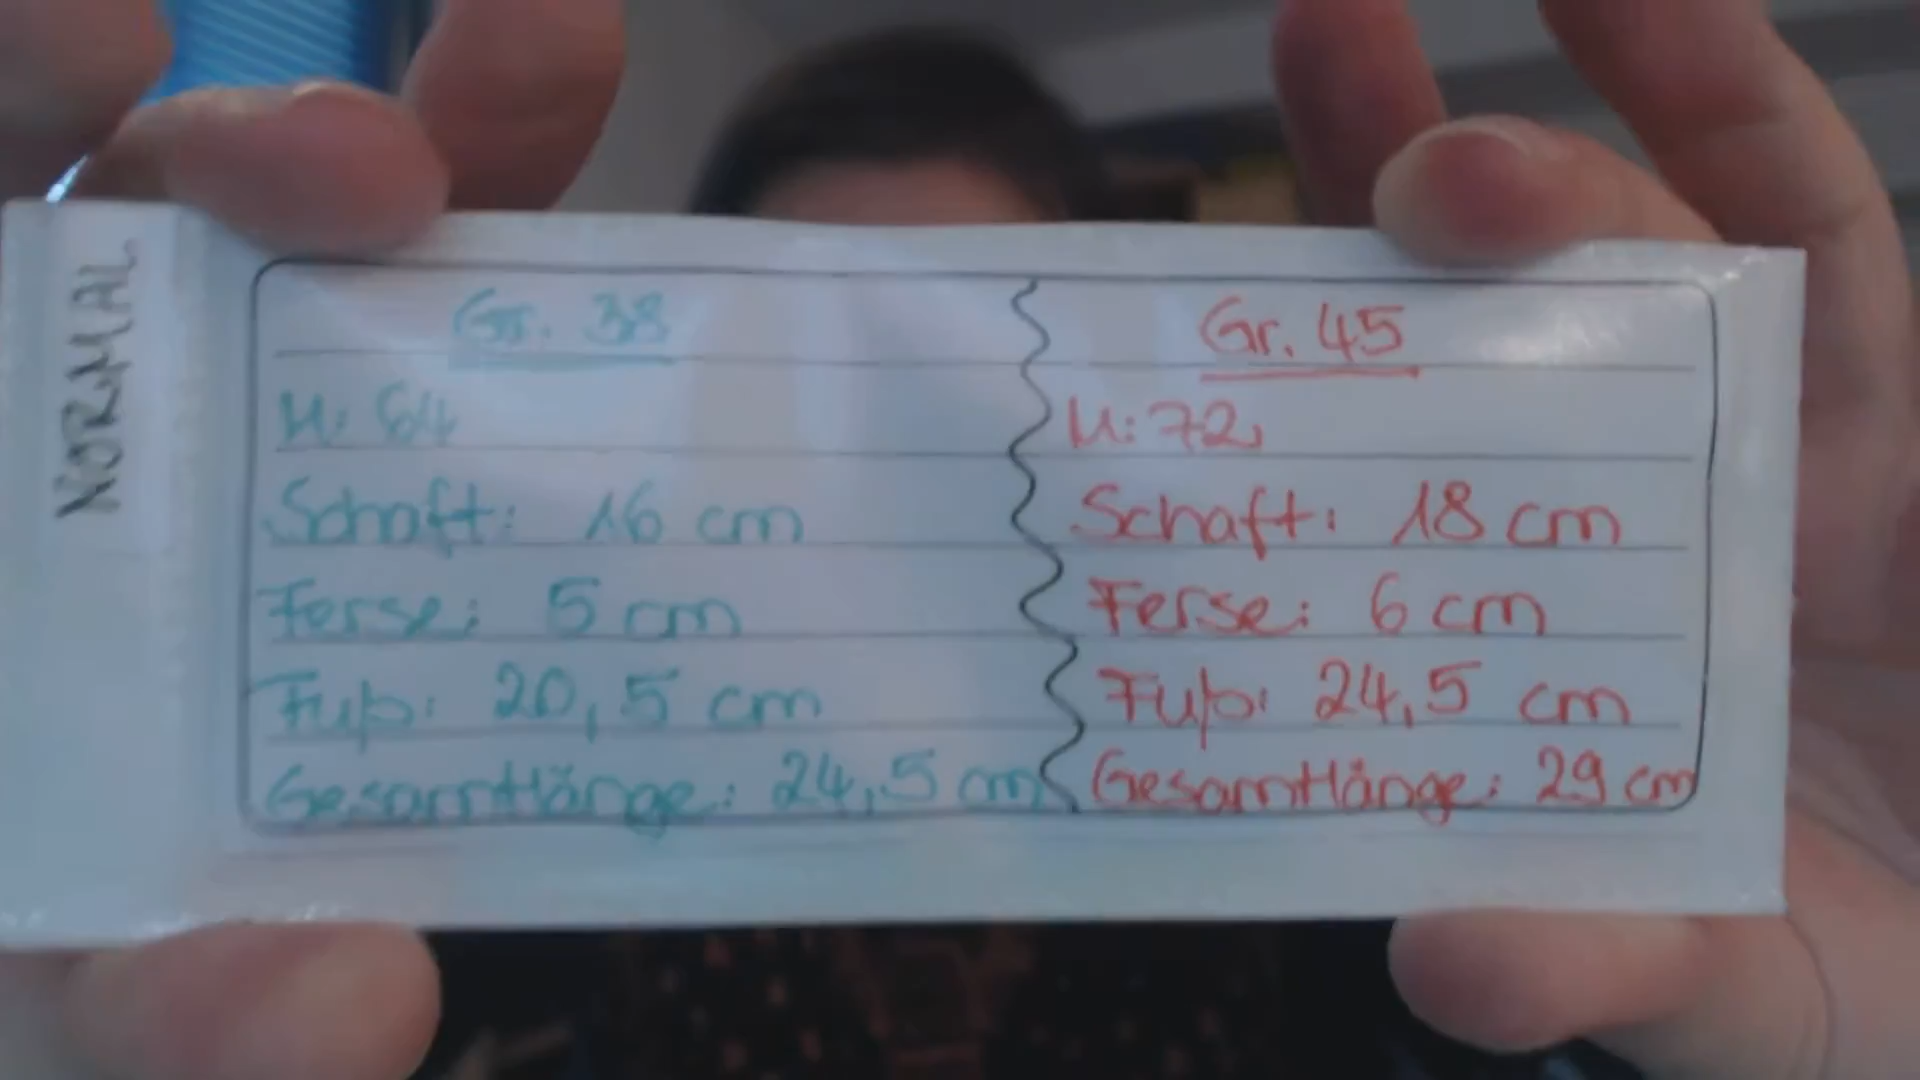 NORMAL
Gr. 38
M: 64
Schaft: 16 cm
Ferse: 5 cm
Fuß: 20,5 cm
Gesamtlänge: 24,5 cm
Gr. 45
M: 72
Schaft: 18 cm
Ferse: 6 cm
Fuß: 24,5 cm
Gesamtlänge: 29 cm